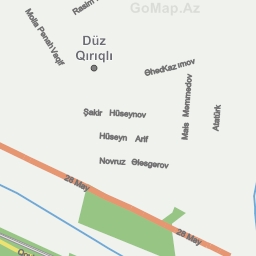 GoMap.Az
Rasim
Molla Pənah Vaqif
Düz
Qırıqlı
ƏhədKaz ımov
Şakir Hüseynov
Hüseyn Arif
Novruz Ələsgərov
Mais Məmmədov
Atatürk
28 May
28 May